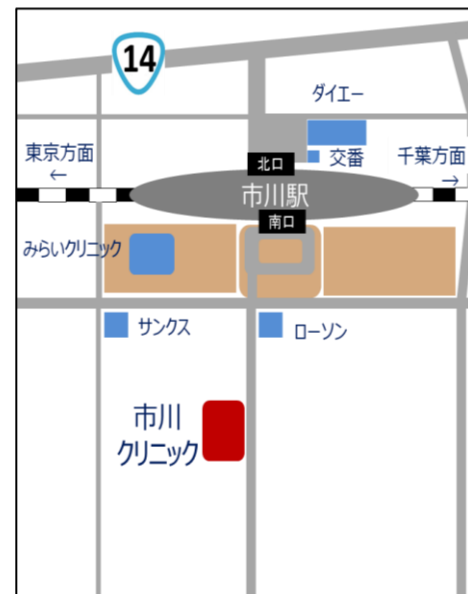 14
ダイエー
交番
東京方面
←
千葉方面
→
北口
市川駅
南口
みらいクリニック
サンクス
ローソン
市川
クリニック